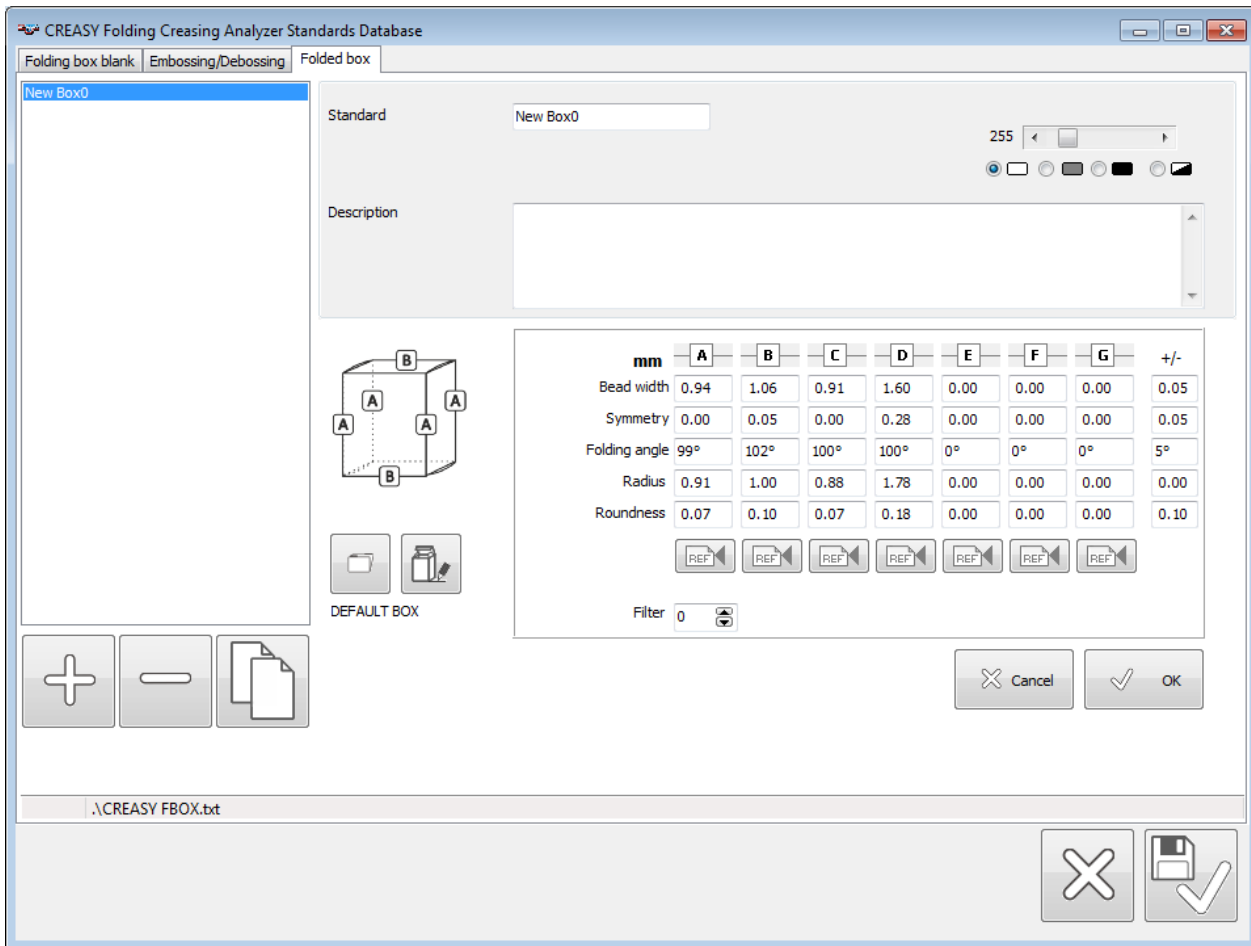 CREASY Folding Creasing Analyzer Standards Database
Folding box blank Embossing/Debossing Folded box
New Box0
Standard New Box0
255
Description
B
A A
A A
B
mm A B C D E F G +/-
Bead width 0.94 1.06 0.91 1.60 0.00 0.00 0.00 0.05
Symmetry 0.00 0.05 0.00 0.28 0.00 0.00 0.00 0.05
Folding angle 99° 102° 100° 100° 0° 0° 0° 5°
Radius 0.91 1.00 0.88 1.78 0.00 0.00 0.00 0.00
Roundness 0.07 0.10 0.07 0.18 0.00 0.00 0.00 0.10
REF REF REF REF REF REF REF
DEFAULT BOX
Filter 0
Cancel OK
.\CREASY FBOX.txt